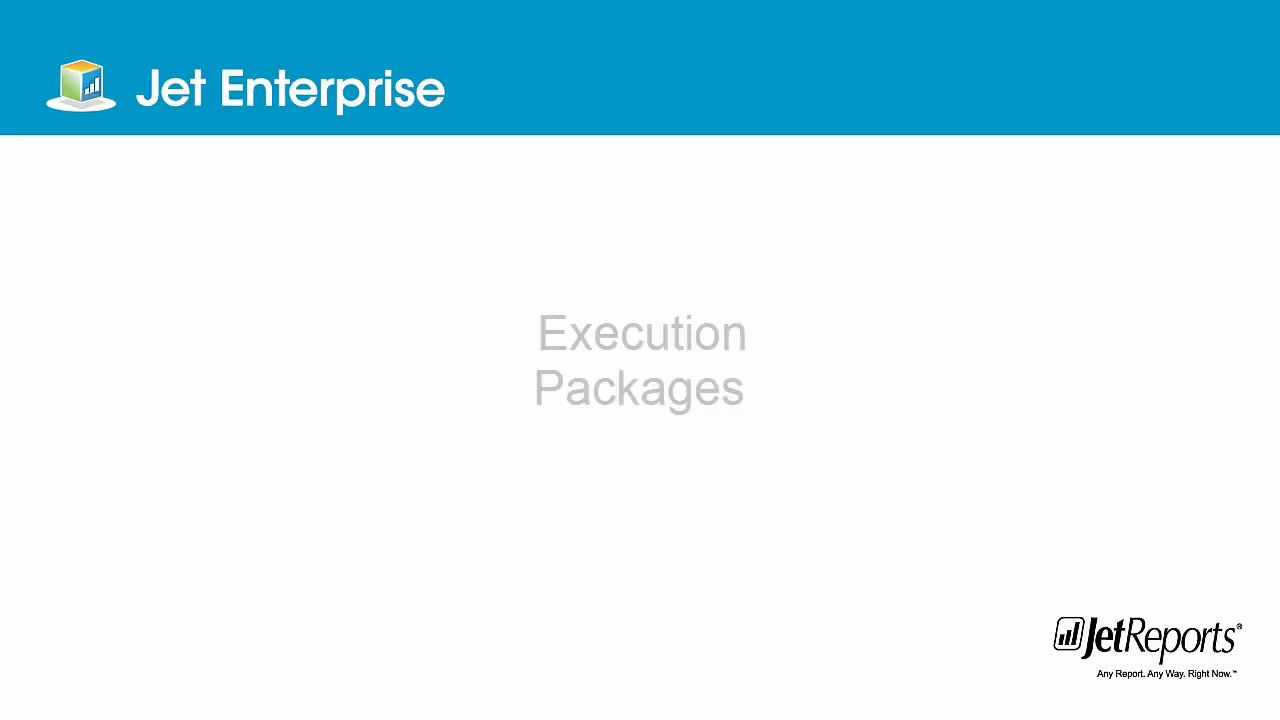 Jet Enterprise
Execution
Packages
JetReports®
Any Report. Any Way. Right Now.™